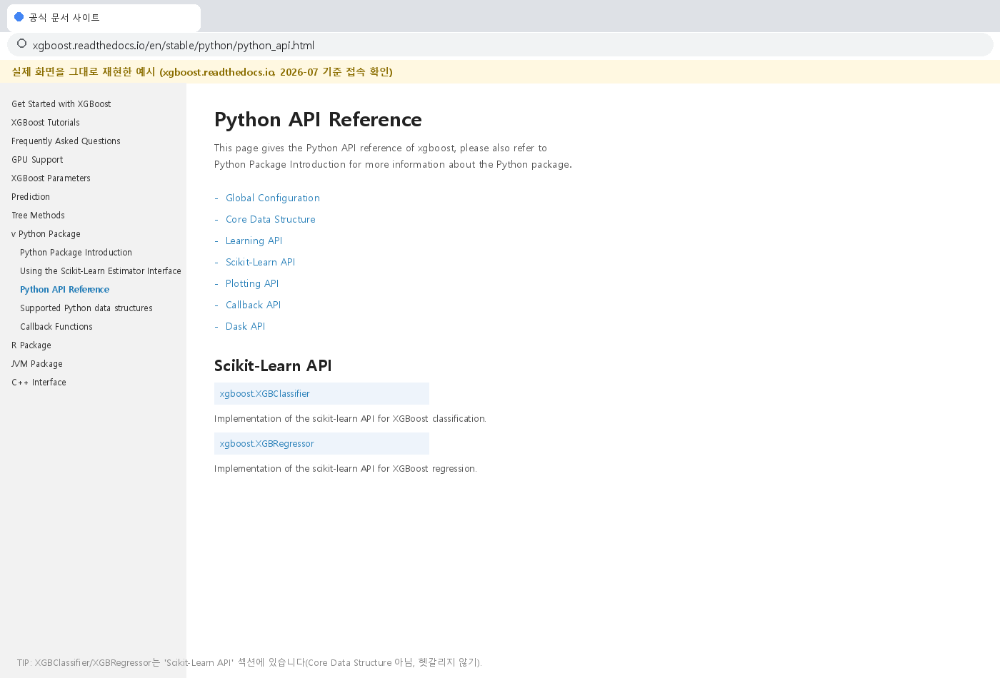 공식 문서 사이트
xgboost.readthedocs.io/en/stable/python/python_api.html
실제 화면을 그대로 재현한 예시 (xgboost.readthedocs.io, 2026-07 기준 접속 확인)
Get Started with XGBoost
XGBoost Tutorials
Frequently Asked Questions
GPU Support
XGBoost Parameters
Prediction
Tree Methods
v Python Package
Python Package Introduction
Using the Scikit-Learn Estimator Interface
Python API Reference
Supported Python data structures
Callback Functions
R Package
JVM Package
C++ Interface
Python API Reference
This page gives the Python API reference of xgboost, please also refer to
Python Package Introduction for more information about the Python package.
- Global Configuration
- Core Data Structure
- Learning API
- Scikit-Learn API
- Plotting API
- Callback API
- Dask API
Scikit-Learn API
xgboost.XGBClassifier
Implementation of the scikit-learn API for XGBoost classification.
xgboost.XGBRegressor
Implementation of the scikit-learn API for XGBoost regression.
TIP: XGBClassifier/XGBRegressor는 'Scikit-Learn API' 섹션에 있습니다(Core Data Structure 아님, 헷갈리지 않기).